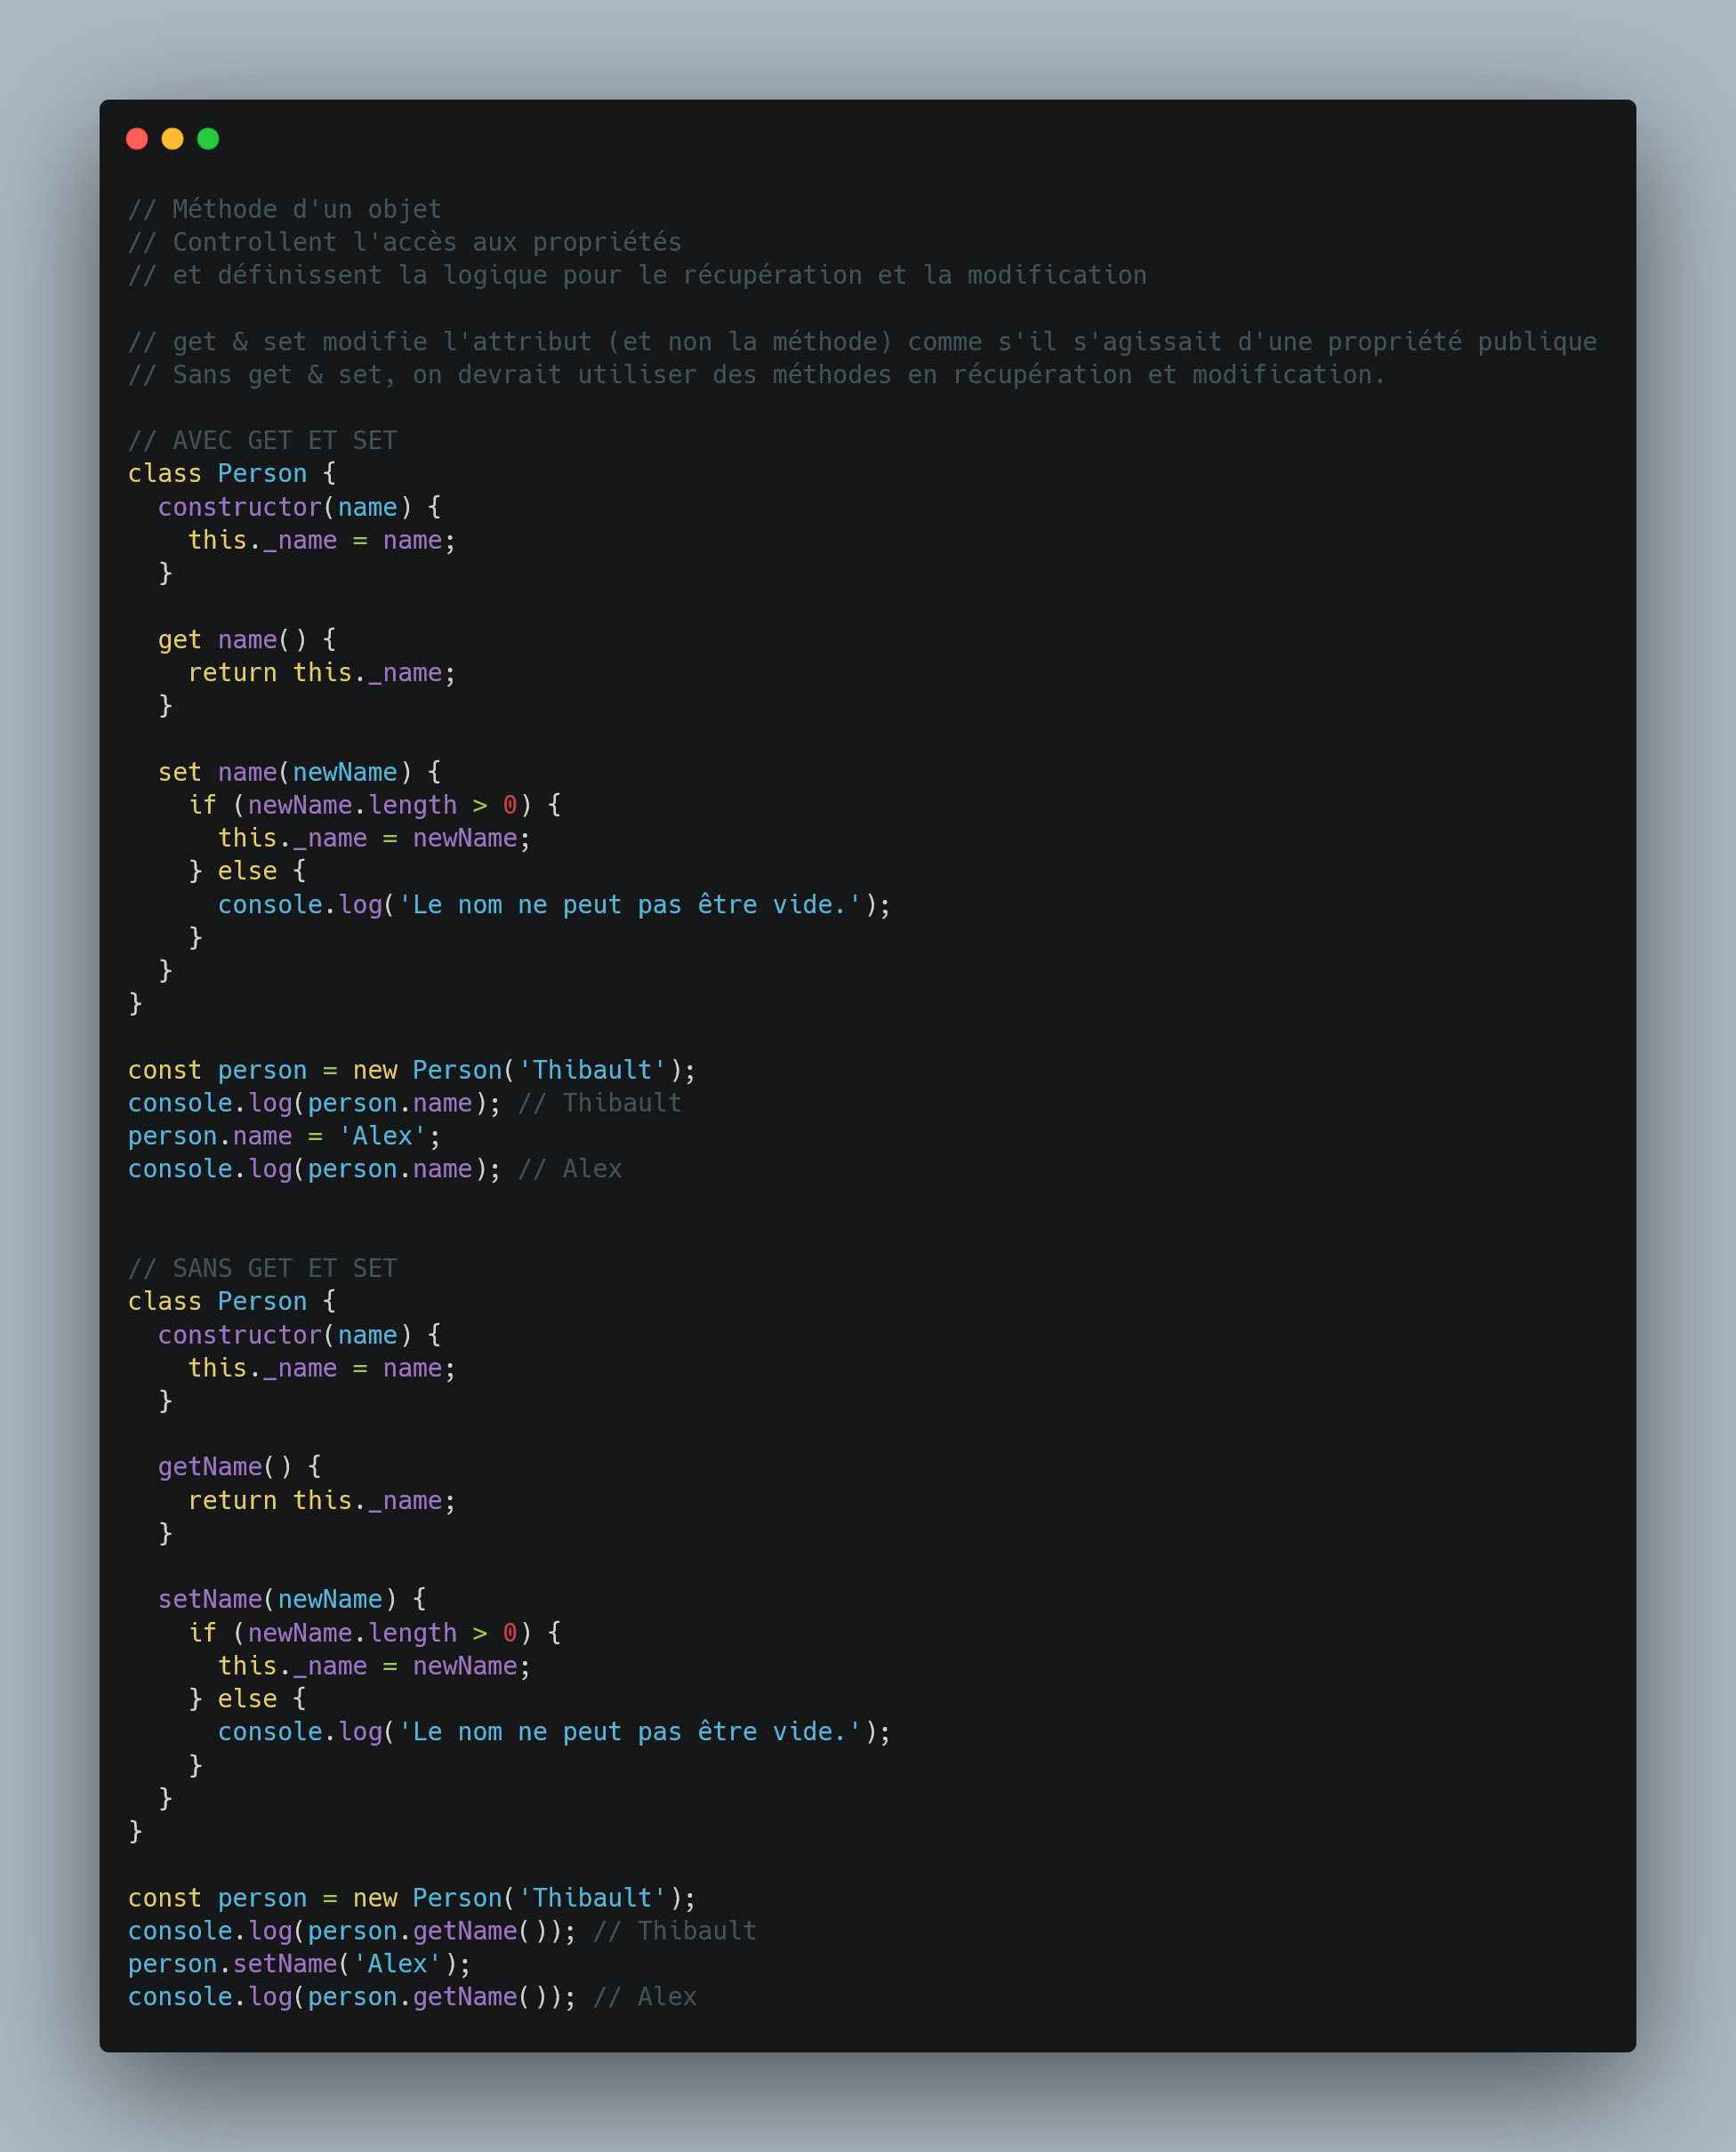 // Méthode d'un objet
// Controllent l'accès aux propriétés
// et définissent la logique pour le récupération et la modification
// get & set modifie l'attribut (et non la méthode) comme s'il s'agissait d'une propriété publique
// Sans get & set, on devrait utiliser des méthodes en récupération et modification.
// AVEC GET ET SET
class Person {
  constructor(name) {
    this._name = name;
  }
  get name() {
    return this._name;
  }
  set name(newName) {
    if (newName.length > 0) {
      this._name = newName;
    } else {
      console.log('Le nom ne peut pas être vide.');
    }
  }
}
const person = new Person('Thibault');
console.log(person.name); // Thibault
person.name = 'Alex';
console.log(person.name); // Alex
// SANS GET ET SET
class Person {
  constructor(name) {
    this._name = name;
  }
  getName() {
    return this._name;
  }
  setName(newName) {
    if (newName.length > 0) {
      this._name = newName;
    } else {
      console.log('Le nom ne peut pas être vide.');
    }
  }
}
const person = new Person('Thibault');
console.log(person.getName()); // Thibault
person.setName('Alex');
console.log(person.getName()); // Alex